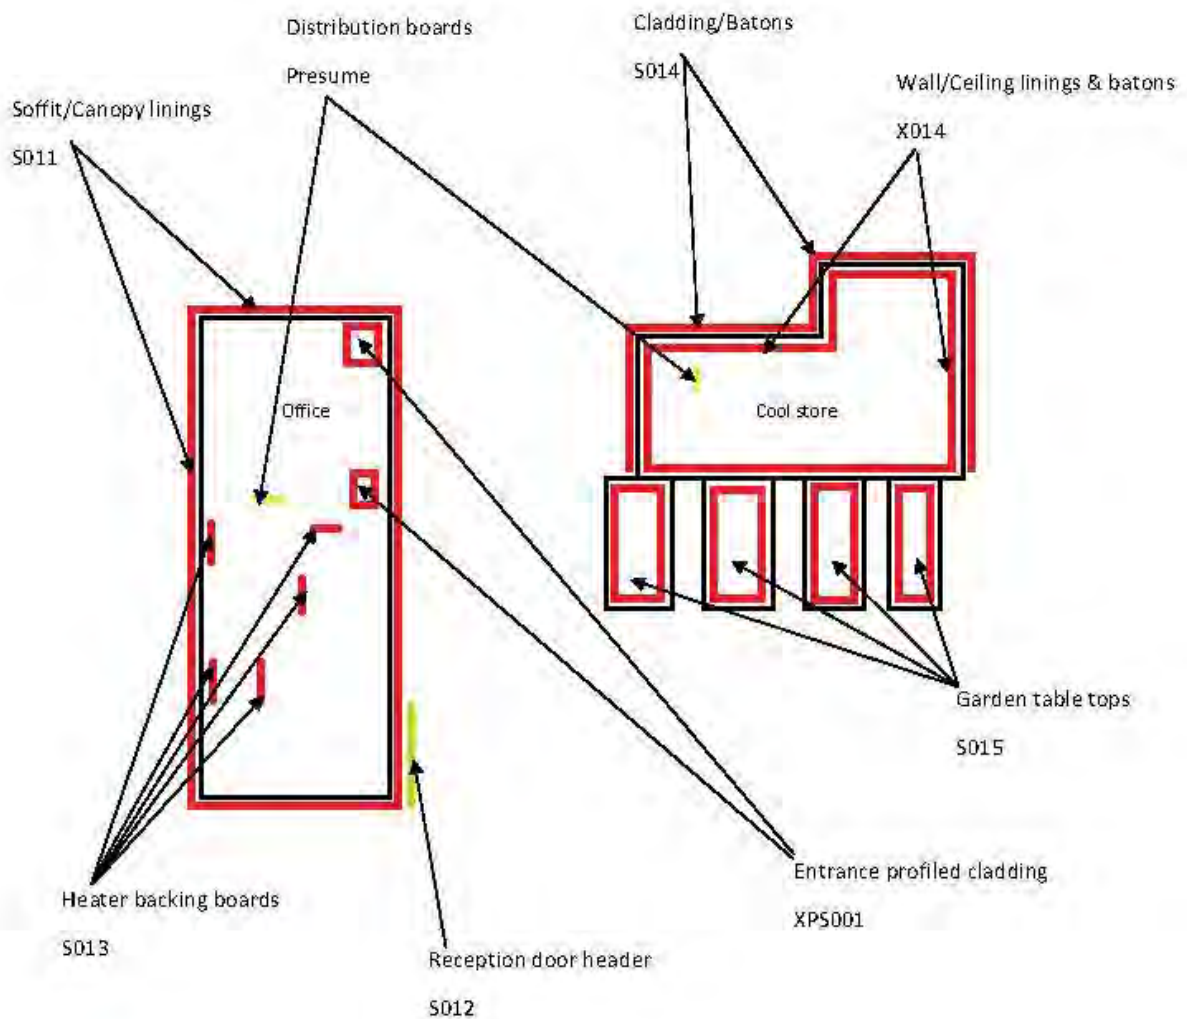 Distribution boards
Presume
Cladding/Batons
S014
Wall/Ceiling linings & batons
X014
Soffit/Canopy linings
S011
Office
Cool store
Garden table tops
S015
Entrance profiled cladding
XPS001
Heater backing boards
S013
Reception door header
S012